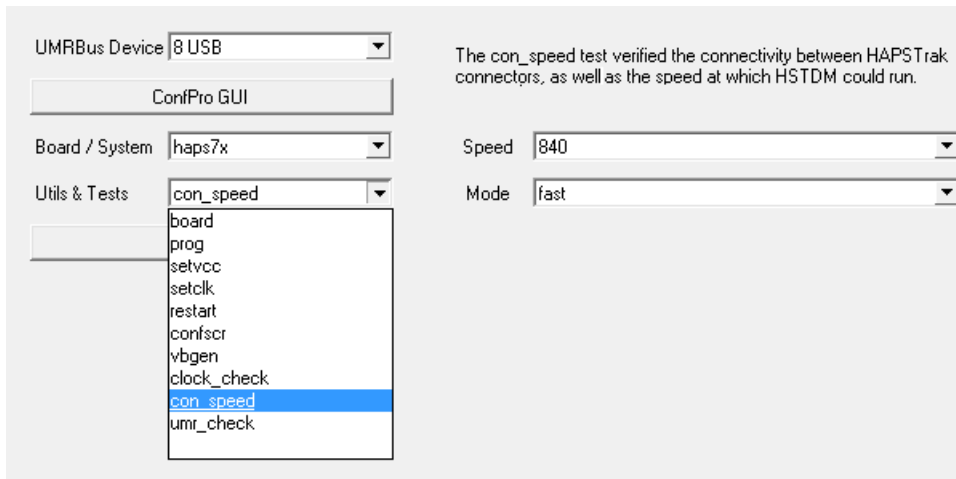 UMRBus Device 8 USB
The con_speed test verified the connectivity between HAPSTrak
connectors, as well as the speed at which HSTDM could run.
ConfPro GUI
Board / System haps7x
Speed 840
Utils & Tests con_speed
Mode fast
board
prog
setvcc
setclk
restart
confscr
vbgen
clock_check
con_speed
umr_check